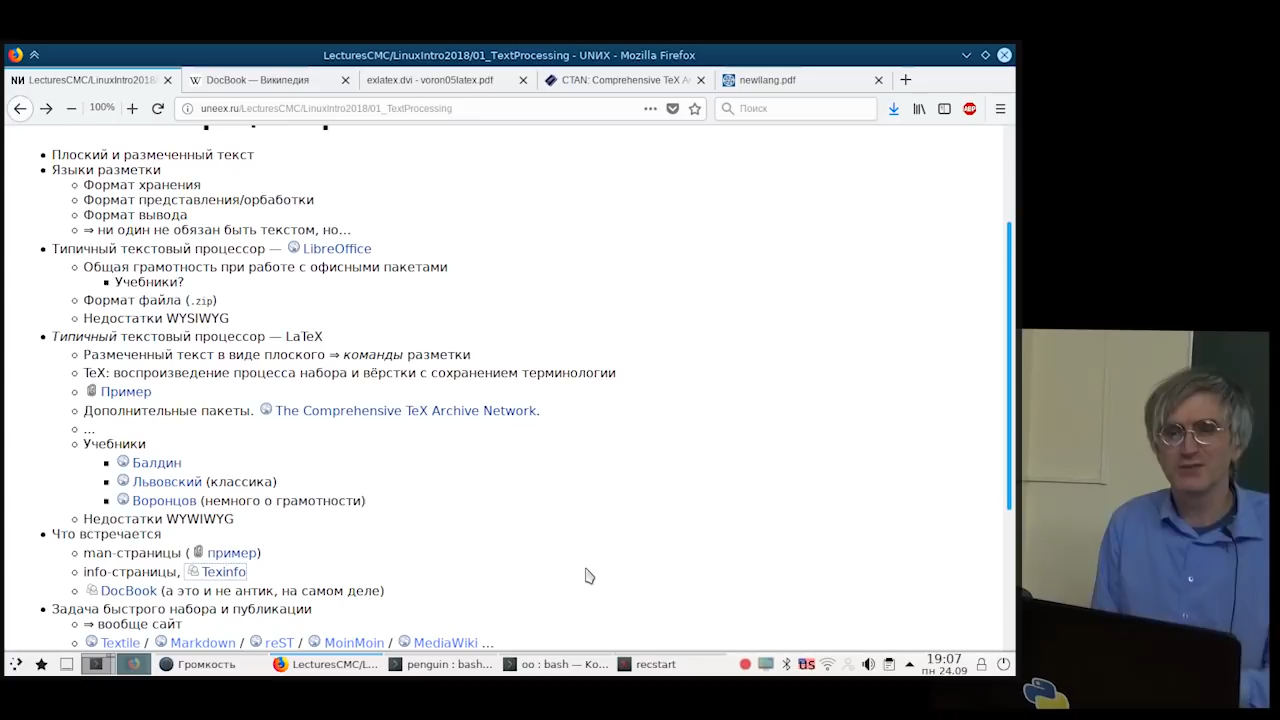 LecturesCMC/LinuxIntro2018/01_TextProcessing - UNИX - Mozilla Firefox
LecturesCMC/LinuxIntro2018/
DocBook — Википедия
exlatex.dvi - voron05latex.pdf
CTAN: Comprehensive TeX A
newllang.pdf
100%
uneex.ru/LecturesCMC/LinuxIntro2018/01_TextProcessing
Поиск
ABP
Плоский и размеченный текст
Языки разметки
Формат хранения
Формат представления/орбаботки
Формат вывода
⇒ ни один не обязан быть текстом, но…
Типичный текстовый процессор — LibreOffice
Общая грамотность при работе с офисными пакетами
Учебники?
Формат файла (.zip)
Недостатки WYSIWYG
Типичный текстовый процессор — LaTeX
Размеченный текст в виде плоского ⇒ команды разметки
TeX: воспроизведение процесса набора и вёрстки с сохранением терминологии
Пример
Дополнительные пакеты. The Comprehensive TeX Archive Network.
…
Учебники
Балдин
Львовский (классика)
Воронцов (немного о грамотности)
Недостатки WYWIWYG
Что встречается
man-страницы ( пример)
info-страницы, Texinfo
DocBook (а это и не антик, на самом деле)
Задача быстрого набора и публикации
⇒ вообще сайт
Textile / Markdown / reST / MoinMoin / MediaWiki …
Громкость
LecturesCMC/L...
penguin : bash...
oo : bash — Ko...
recstart
us
19:07
пн 24.09